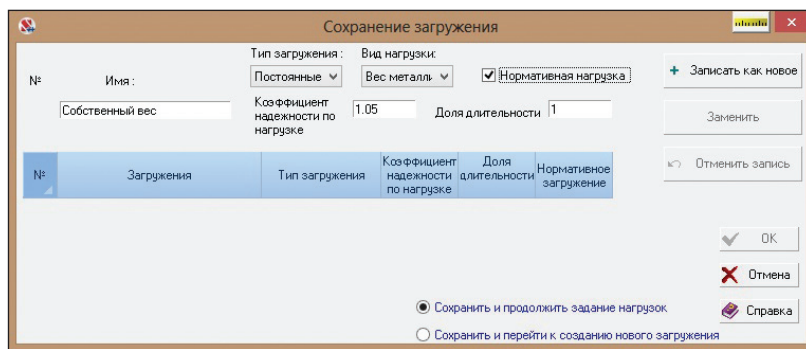 Сохранение загружения
Тип загружения : Вид нагрузки:
№ Имя : Постоянные Вес металль Нормативная нагрузка
Записать как новое
Собственный вес Коэффициент надежности по нагрузке 1.05 Доля длительности 1
Заменить
Отменить запись
№ Загружения Тип загружения Коэффициент надежности по нагрузке Доля длительности Нормативное загружение
OK
Отмена
Сохранить и продолжить задание нагрузок
Справка
Сохранить и перейти к созданию нового загружения